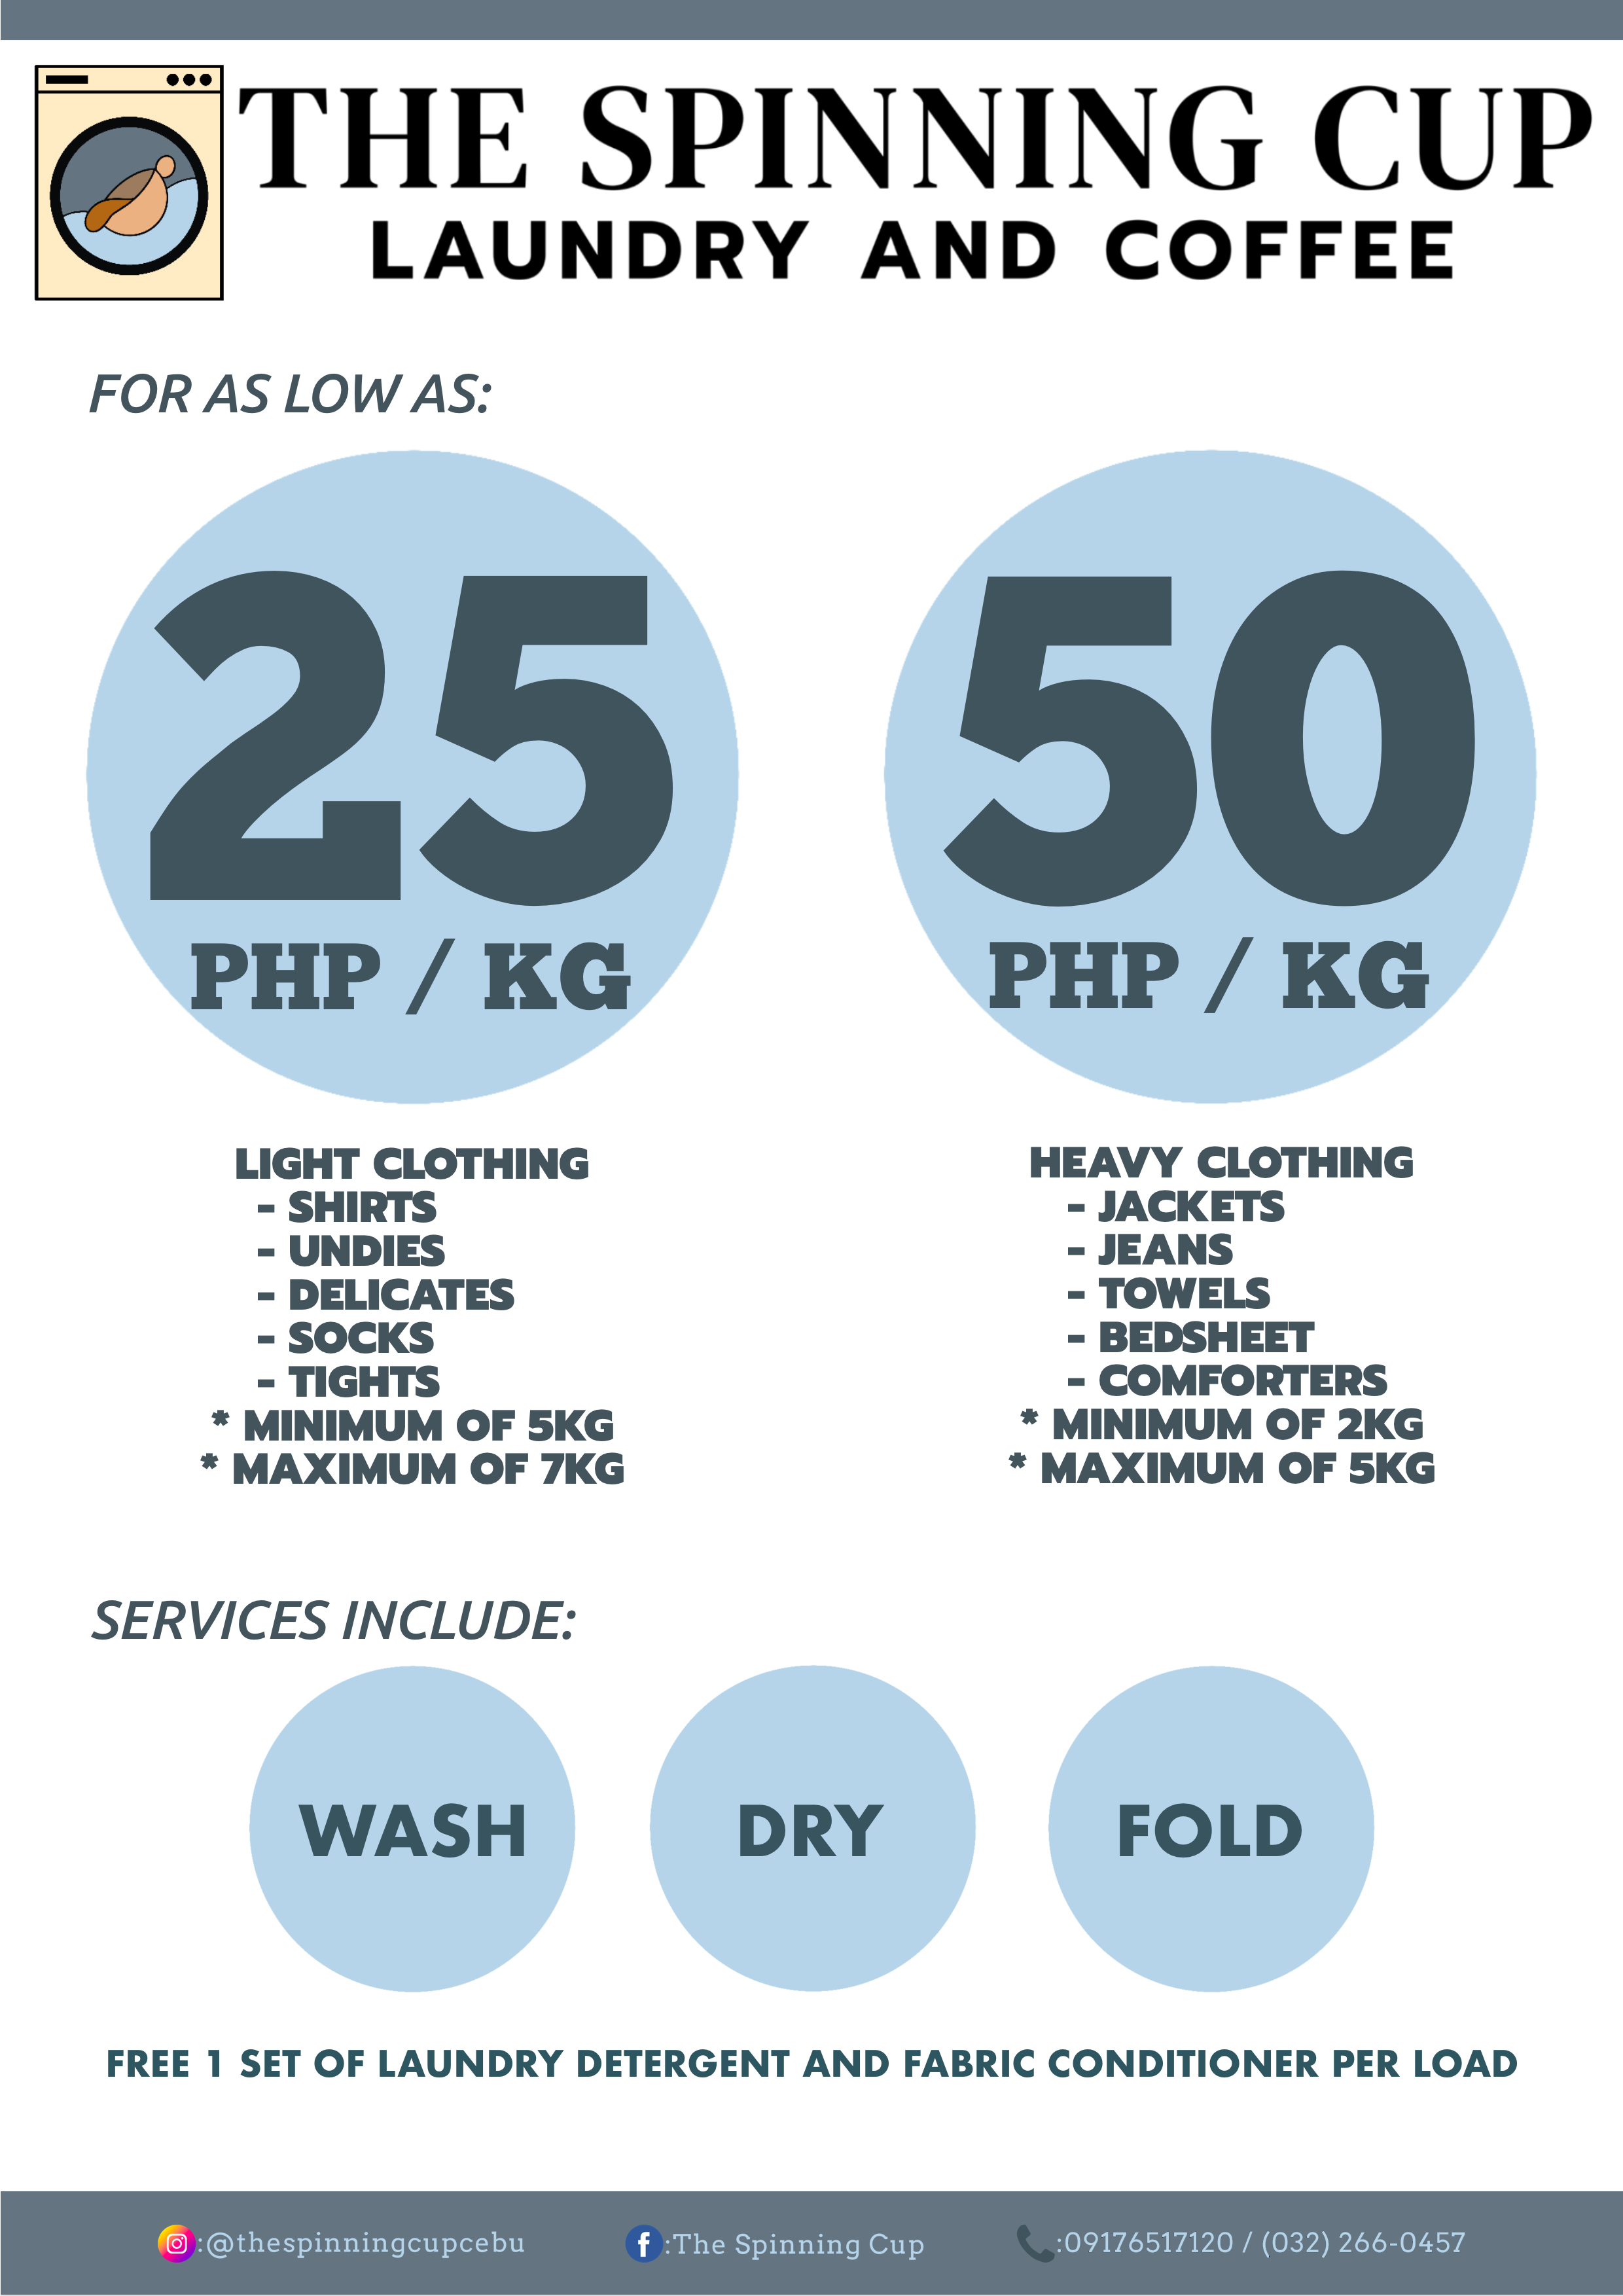 THE SPINNING CUP
LAUNDRY AND COFFEE
FOR AS LOW AS:
25
PHP / KG
50
PHP / KG
LIGHT CLOTHING
- SHIRTS
- UNDIES
- DELICATES
- SOCKS
- TIGHTS
* MINIMUM OF 5KG
* MAXIMUM OF 7KG
HEAVY CLOTHING
- JACKETS
- JEANS
- TOWELS
- BEDSHEET
- COMFORTERS
* MINIMUM OF 2KG
* MAXIMUM OF 5KG
SERVICES INCLUDE:
WASH
DRY
FOLD
FREE 1 SET OF LAUNDRY DETERGENT AND FABRIC CONDITIONER PER LOAD
:@thespinningcupcebu
:The Spinning Cup
:09176517120 / (032) 266-0457